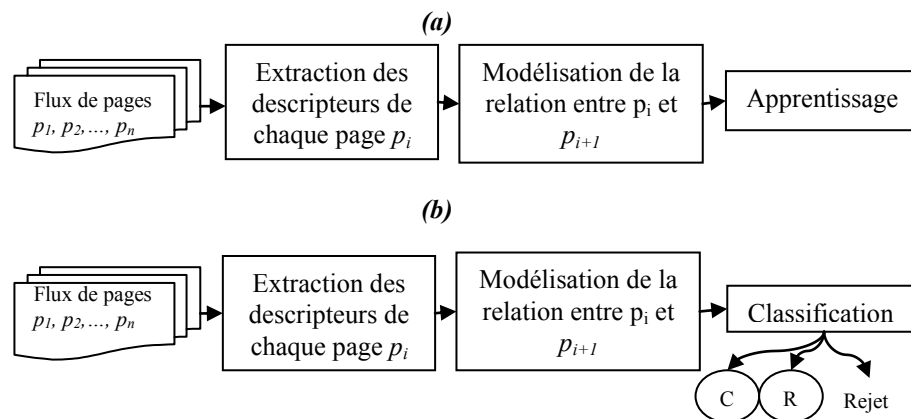 (a)
Flux de pages
p1, p2,..., pn
Extraction des
descripteurs de
chaque page pi
Modélisation de la
relation entre pi et
pi+1
Apprentissage
(b)
Flux de pages
p1, p2,..., pn
Extraction des
descripteurs de
chaque page pi
Modélisation de la
relation entre pi et
pi+1
Classification
C
R
Rejet